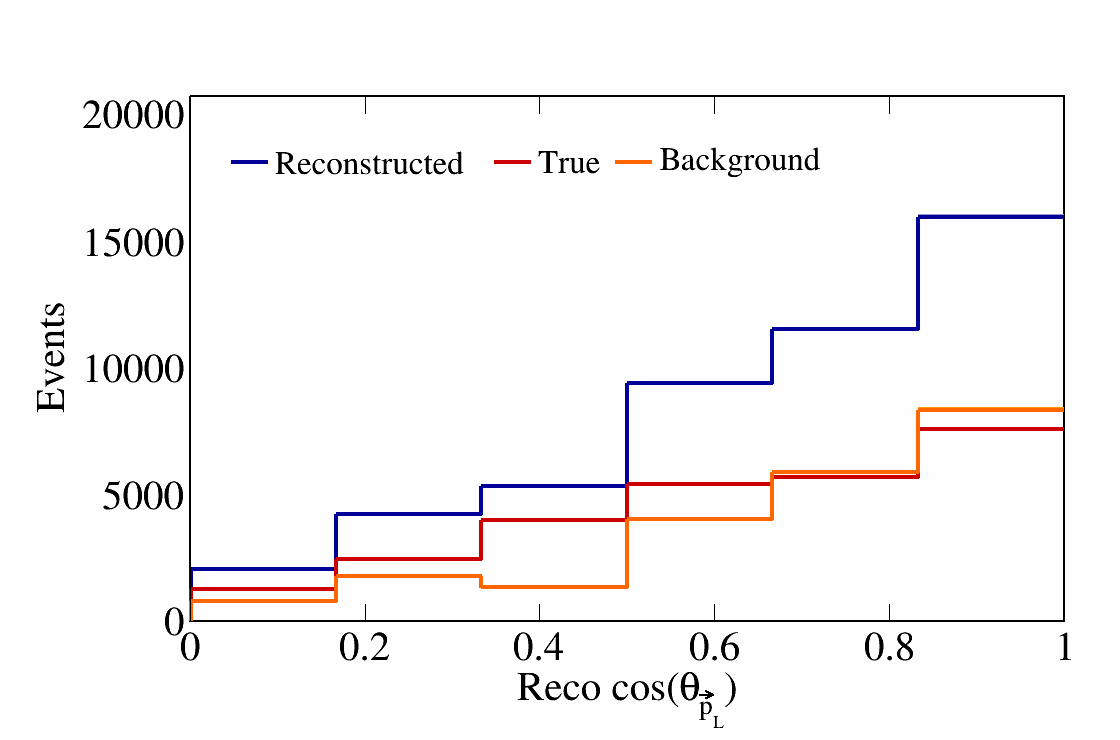 20000
Reconstructed True Background
15000
Events
10000
5000
0
0 0.2 0.4 0.6 0.8 1
Reco cos(θ p⃗ L)